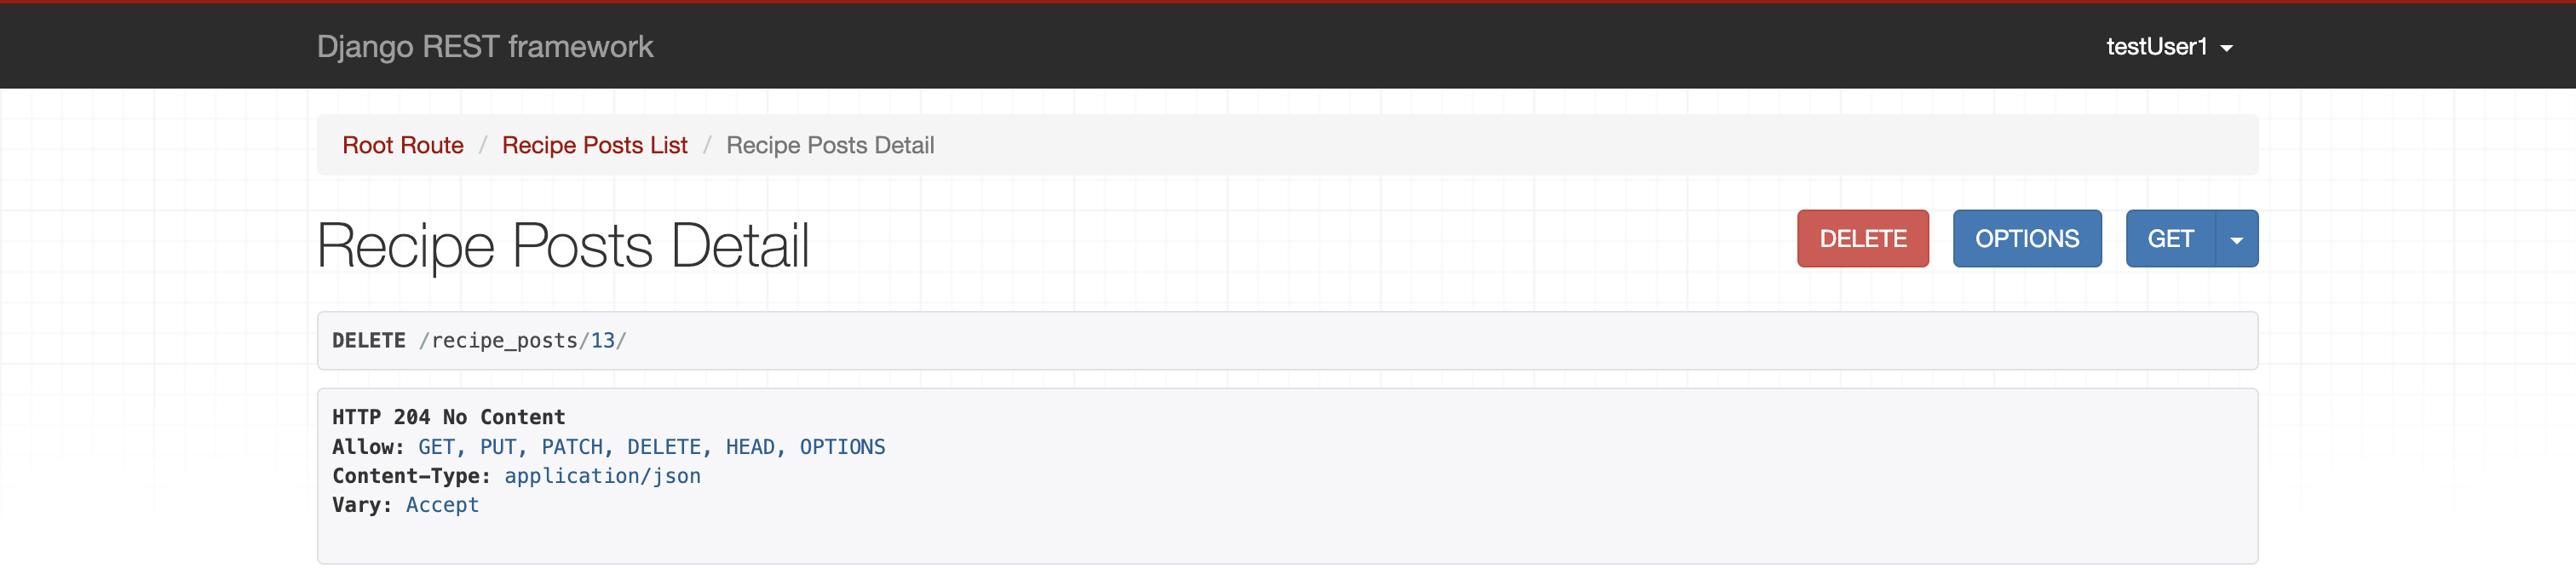 Django REST framework
testUser1
Root Route / Recipe Posts List / Recipe Posts Detail
Recipe Posts Detail
DELETE OPTIONS GET
DELETE /recipe_posts/13/
HTTP 204 No Content
Allow: GET, PUT, PATCH, DELETE, HEAD, OPTIONS
Content-Type: application/json
Vary: Accept